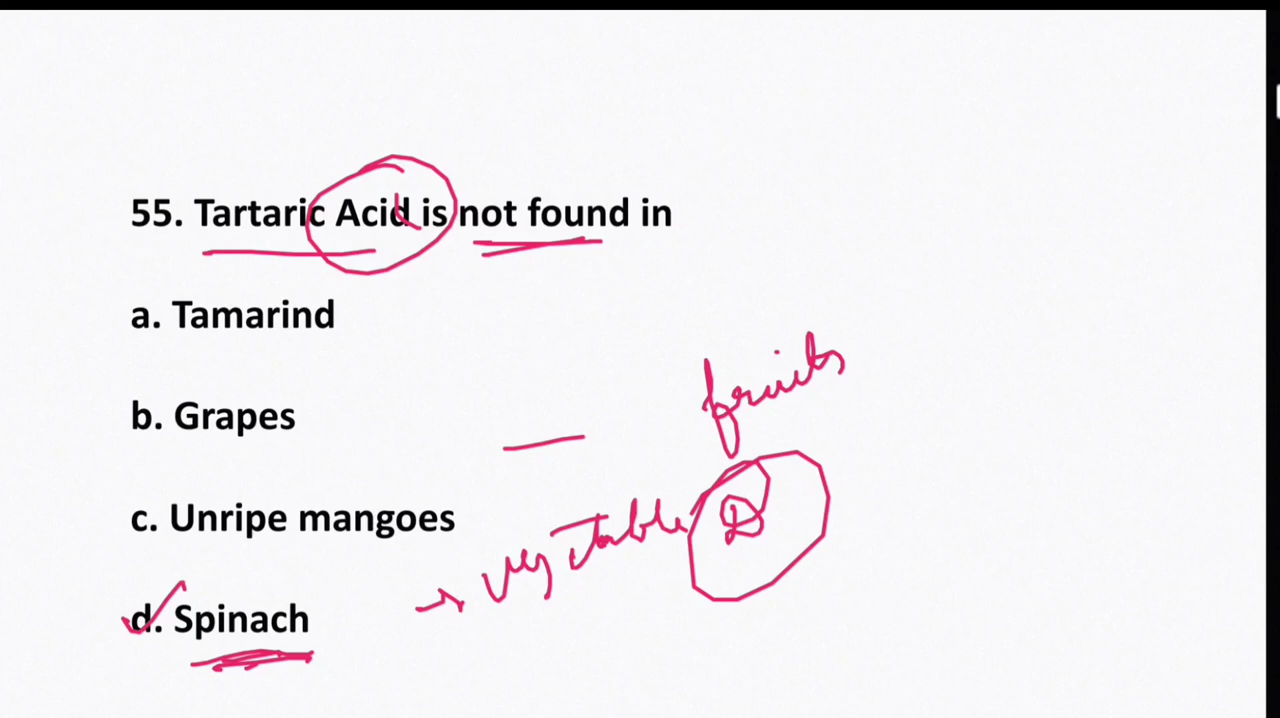 55. Tartaric Acid is not found in
a. Tamarind
b. Grapes
fruits
c. Unripe mangoes
vegetable
D
d. Spinach